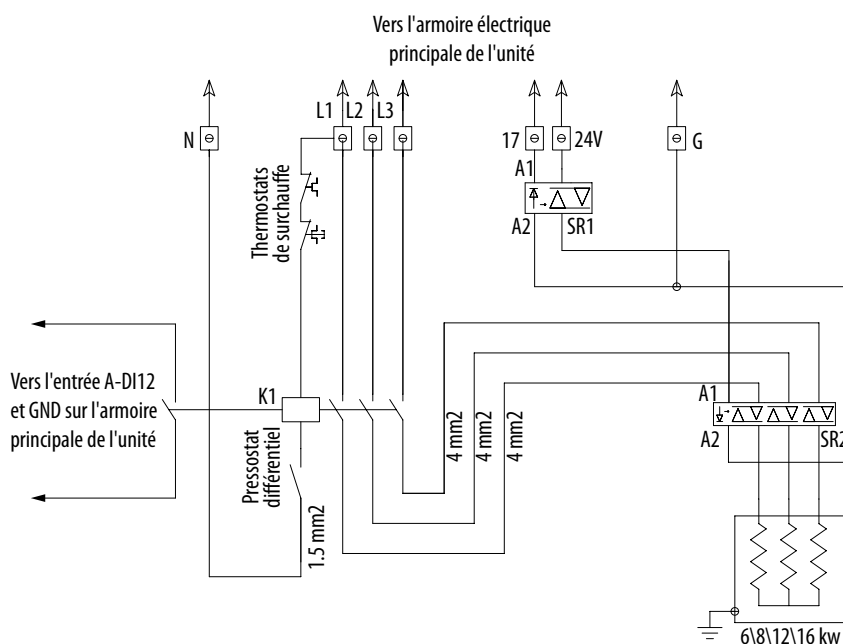 Vers l'armoire électrique
principale de l'unité
N
L1
L2
L3
17
24V
G
A1
A2
SR1
Thermostats
de surchauffe
Vers l'entrée A-DI12
et GND sur l'armoire
principale de l'unité
K1
Pressostat
différentiel
1.5 mm2
4 mm2
4 mm2
4 mm2
A1
A2
SR2
6\8\12\16 kw